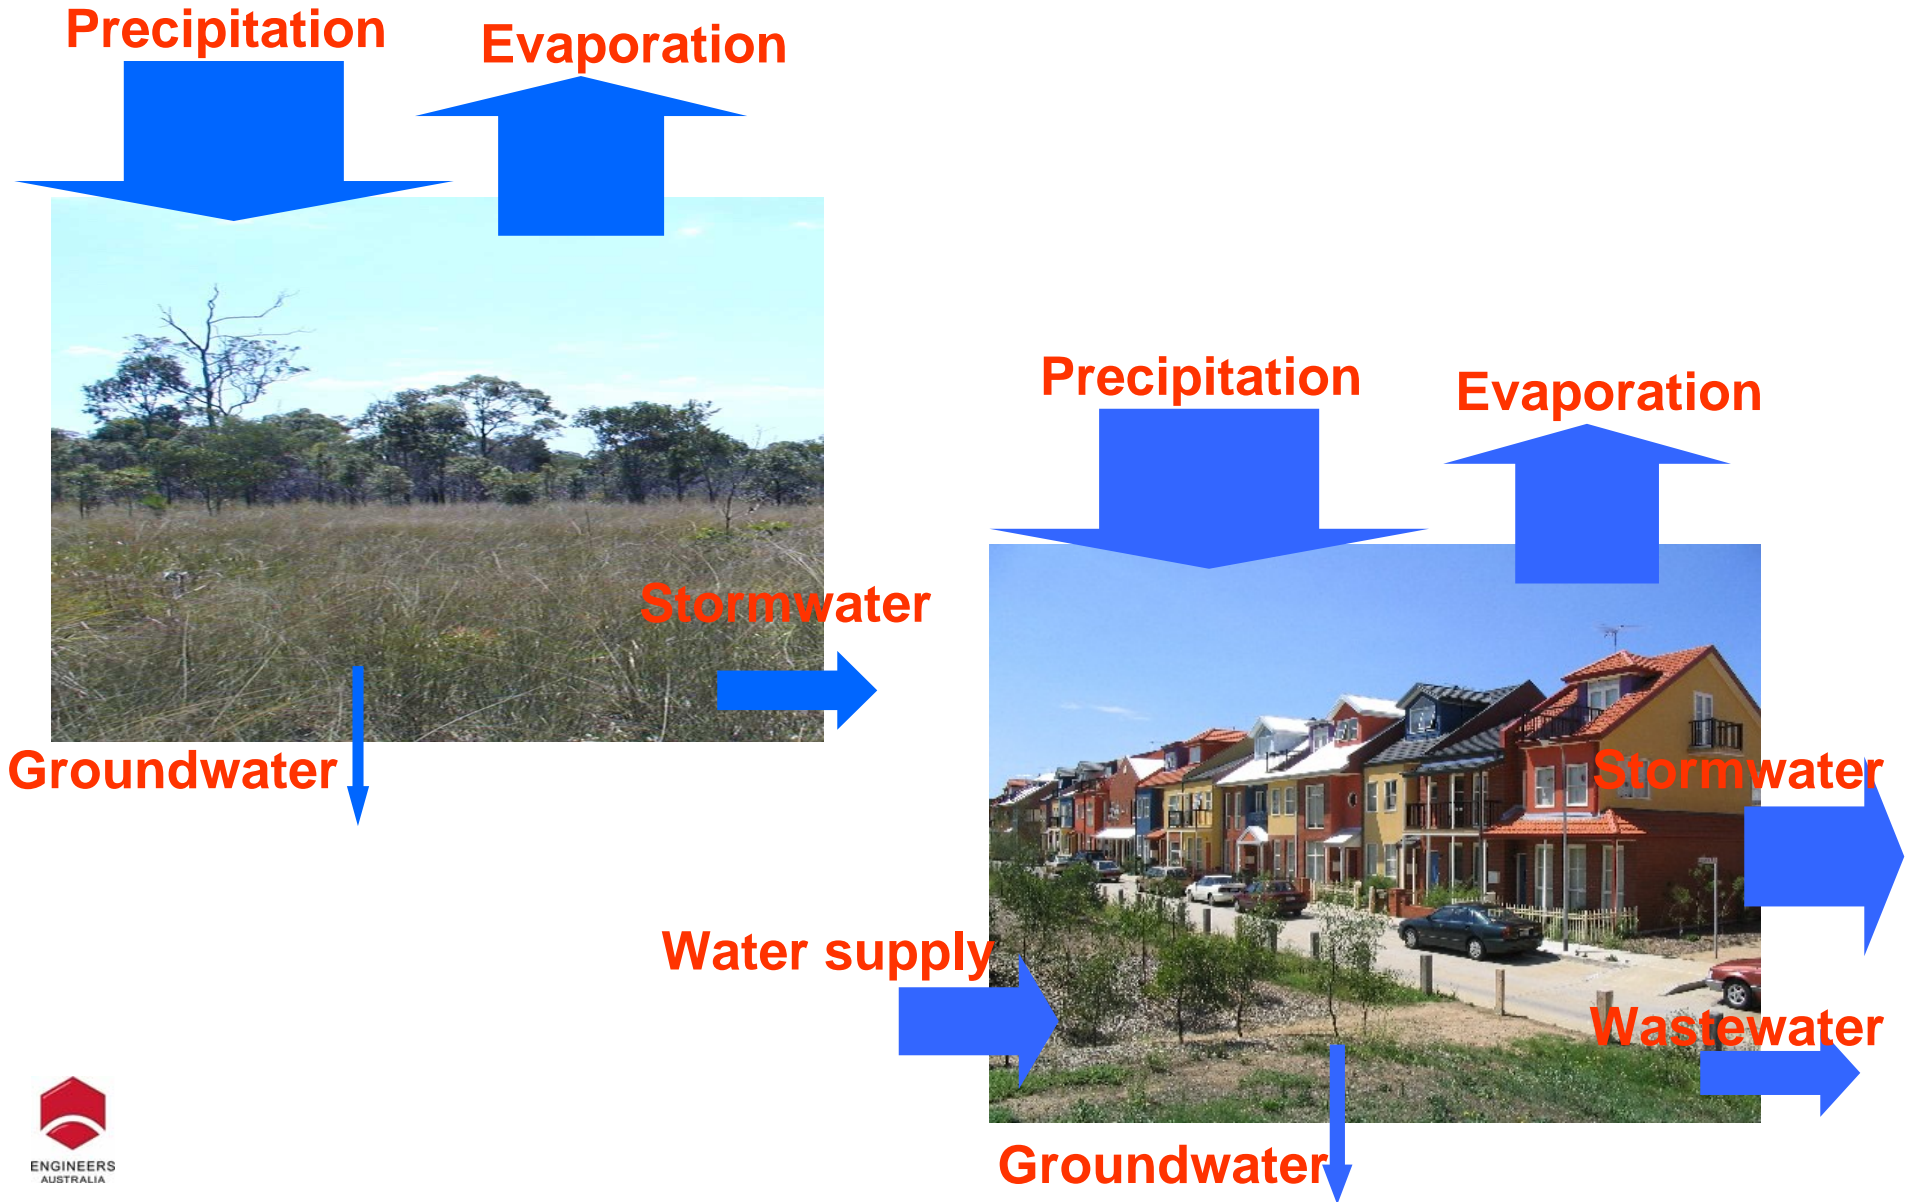 Precipitation
Evaporation
Stormwater
Groundwater
Precipitation
Evaporation
Stormwater
Water supply
Wastewater
Groundwater
ENGINEERS
AUSTRALIA